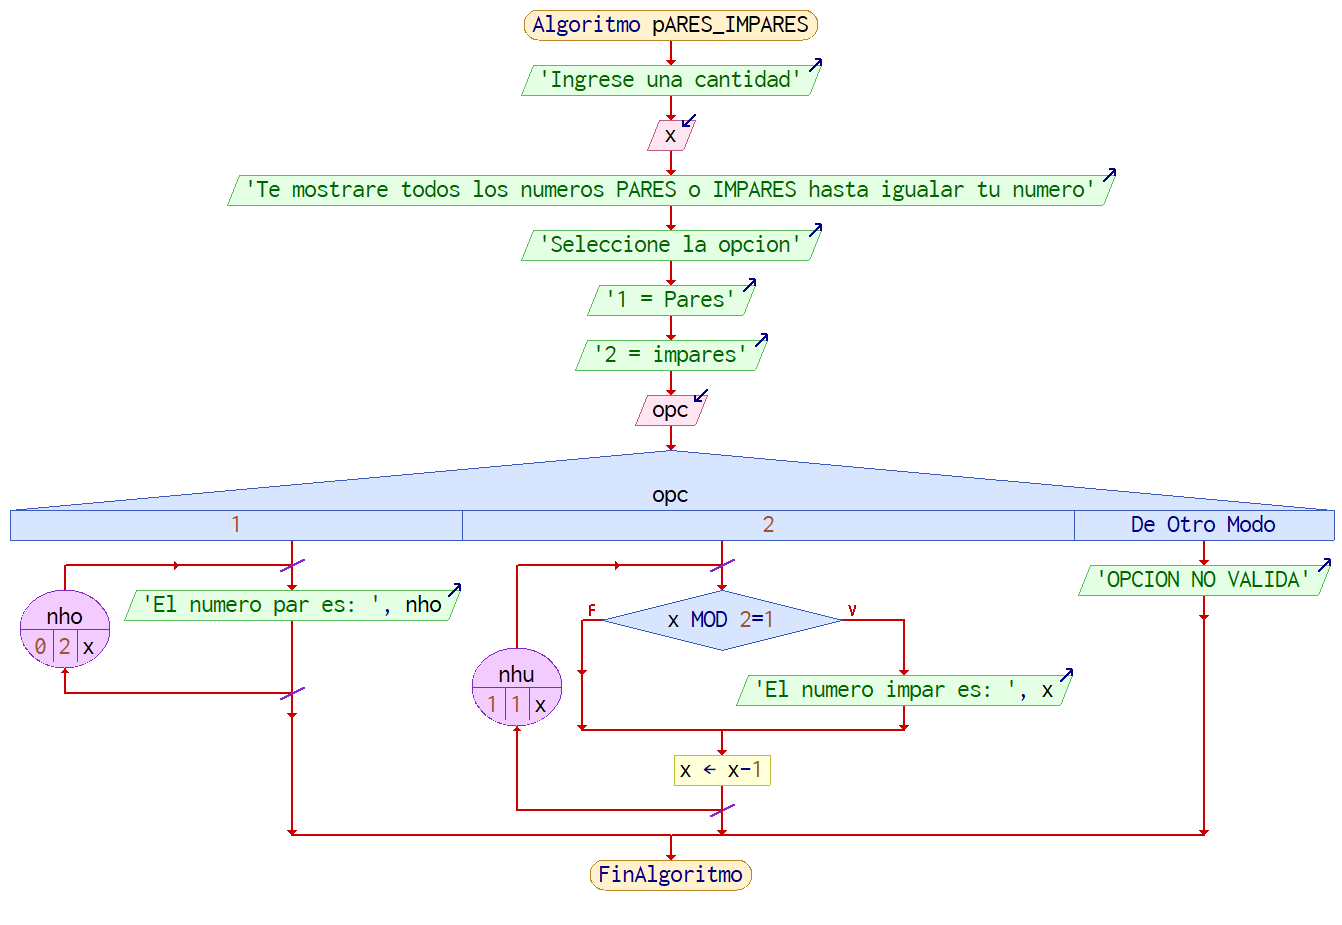 Algoritmo pARES_IMPARES
'Ingrese una cantidad'
x
'Te mostrare todos los numeros PARES o IMPARES hasta igualar tu numero'
'Seleccione la opcion'
'1 = Pares'
'2 = impares'
opc
opc
1
2
De Otro Modo
nho
0 2 x
'El numero par es: ', nho
nhu
1 1 x
F
x MOD 2=1
V
'El numero impar es: ', x
x ← x-1
'OPCION NO VALIDA'
FinAlgoritmo